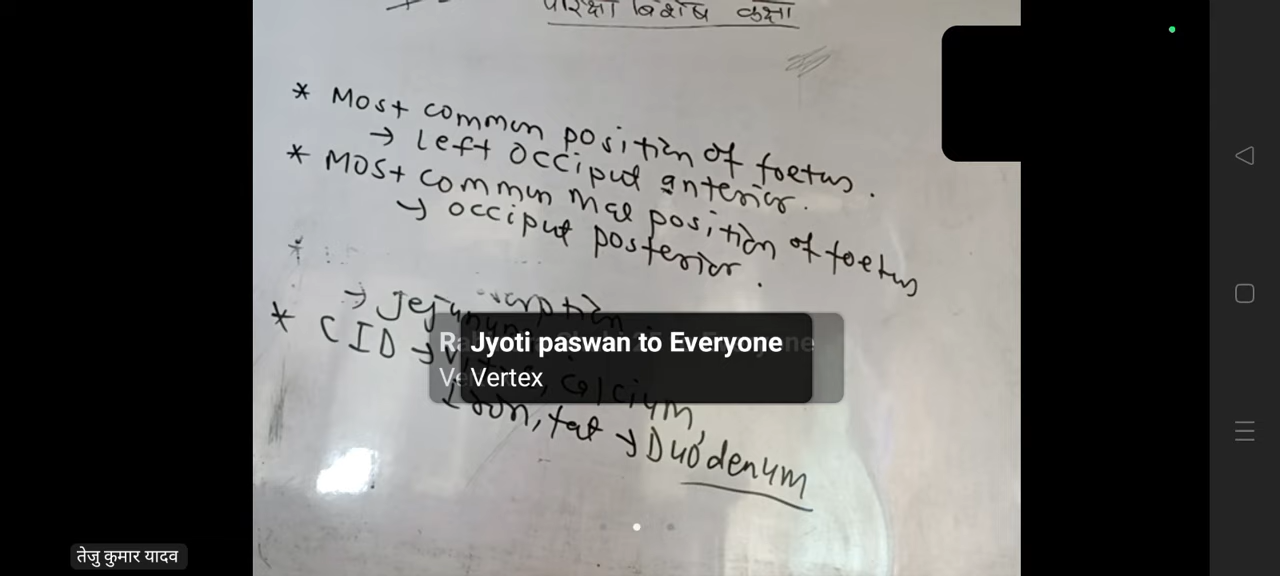 परिक्षा विशेष कक्षा
* Most common position of foetus.
→ Left occiput anterior.
* Most common mal position of foetus
→ occiput posterior.
*
→ Jejunum
* CID →
Jyoti paswan to Everyone
Vertex
calcium,
Iron, fat → Duodenum
तेजु कुमार यादव